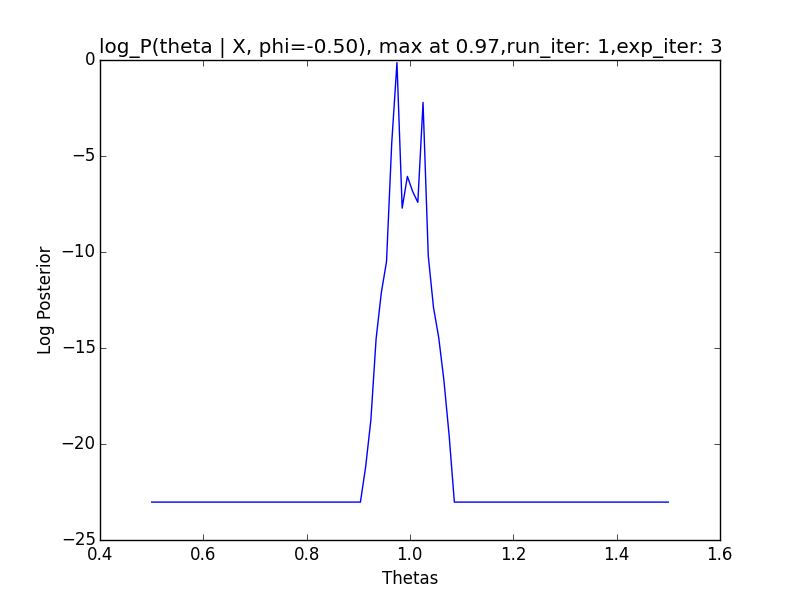 log_P(theta | X, phi=-0.50), max at 0.97,run_iter: 1,exp_iter: 3
0
−5
−10
−15
−20
−25
Log Posterior
0.4 0.6 0.8 1.0 1.2 1.4 1.6
Thetas